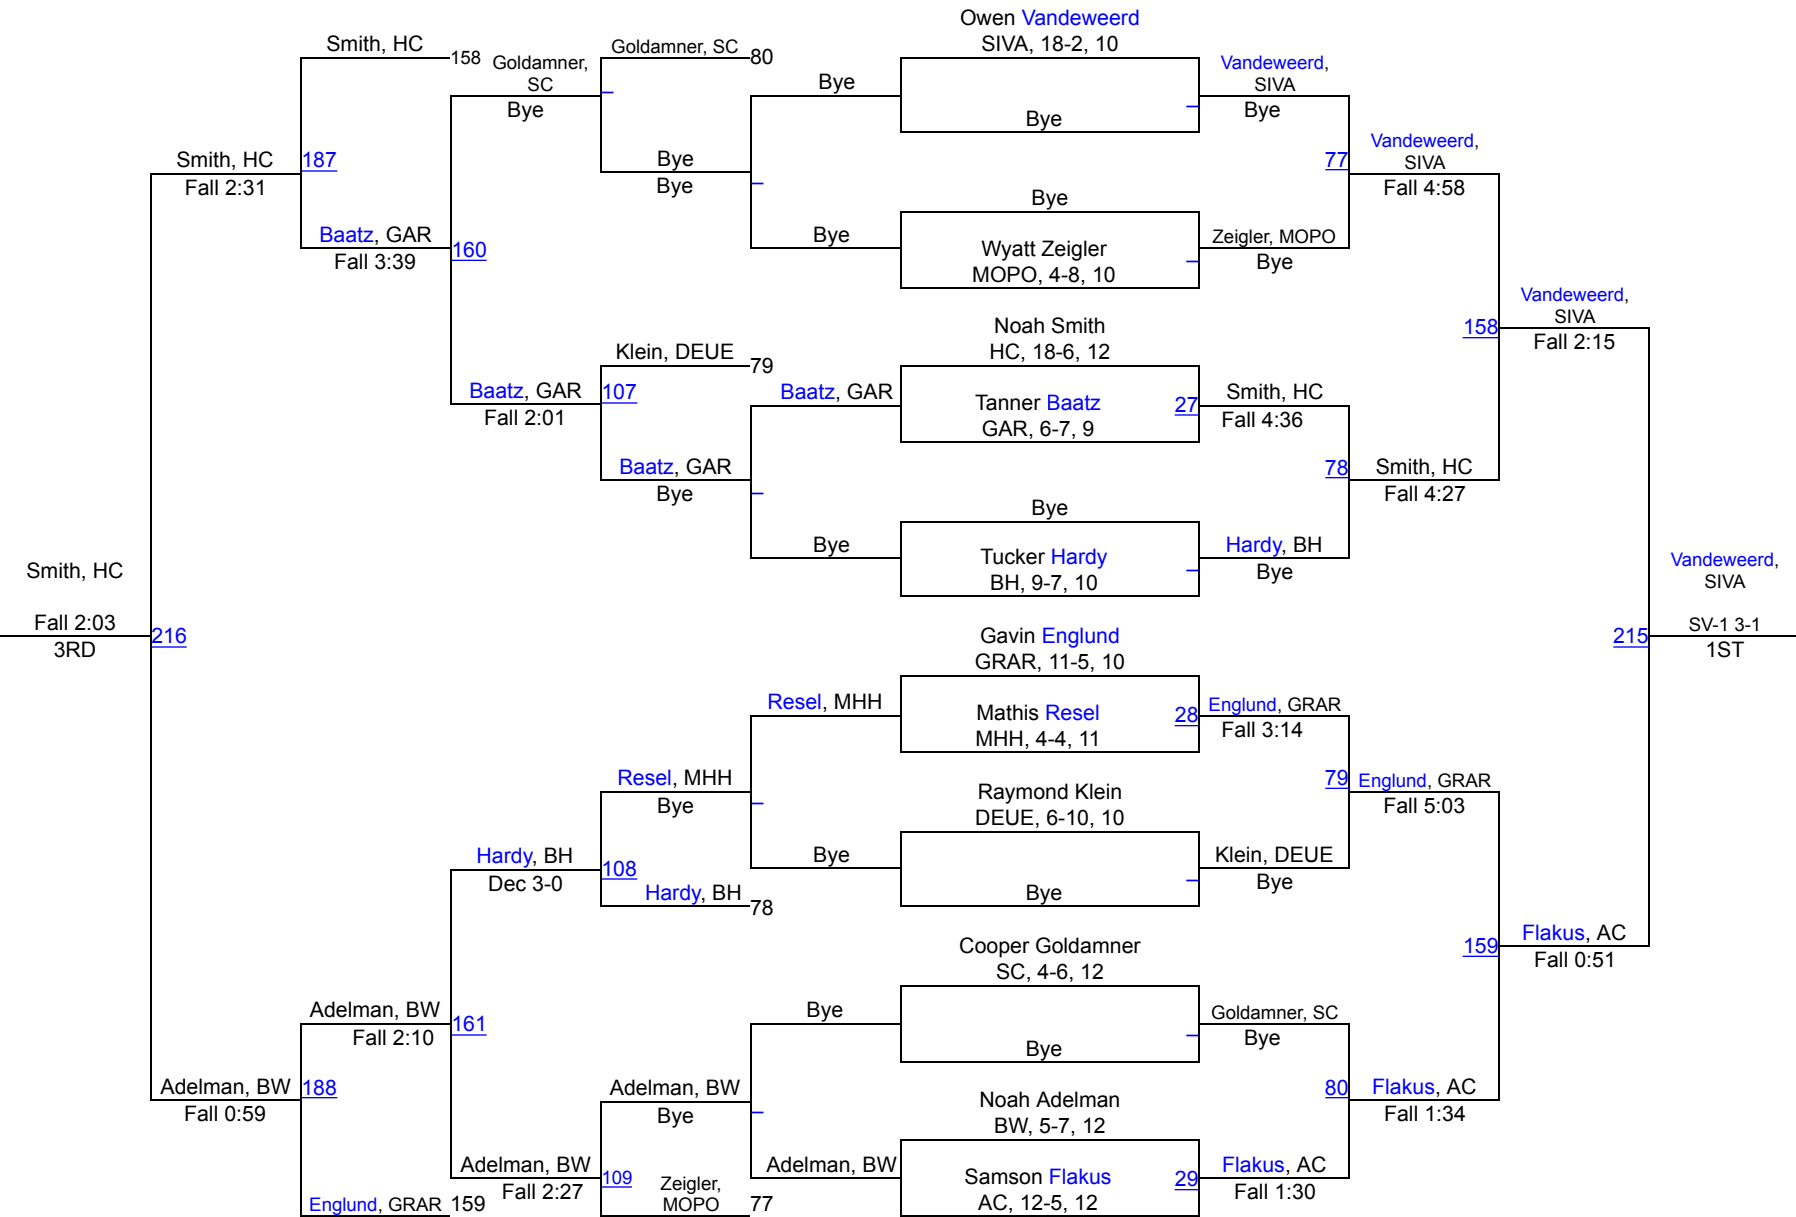 Owen Vandeweerd
SIVA, 18-2, 10
Bye
Bye
Wyatt Zeigler
MOPO, 4-8, 10
Noah Smith
HC, 18-6, 12
Tanner Baatz
GAR, 6-7, 9
27
Bye
Tucker Hardy
BH, 9-7, 10
Gavin Englund
GRAR, 11-5, 10
Mathis Resel
MHH, 4-4, 11
28
Raymond Klein
DEUE, 6-10, 10
Bye
Cooper Goldamner
SC, 4-6, 12
Bye
Noah Adelman
BW, 5-7, 12
Samson Flakus
AC, 12-5, 12
29
Vandeweerd,
SIVA
Bye
77
Zeigler, MOPO
Bye
Smith, HC
Fall 4:36
78
Hardy, BH
Bye
Englund, GRAR
Fall 3:14
79
Klein, DEUE
Bye
Goldamner, SC
Bye
80
Flakus, AC
Fall 1:30
Vandeweerd,
SIVA
Fall 4:58
158
Smith, HC
Fall 4:27
Englund, GRAR
Fall 5:03
159
Flakus, AC
Fall 1:34
Vandeweerd,
SIVA
Fall 2:15
215
Flakus, AC
Fall 0:51
Vandeweerd,
SIVA
SV-1 3-1
1ST
Bye
Bye
Baatz, GAR
Bye
Resel, MHH
Bye
Bye
Adelman, BW
Goldamner, SC
80
Bye
Bye
Klein, DEUE
79
Baatz, GAR
Bye
Resel, MHH
Bye
Hardy, BH
78
Adelman, BW
Bye
Zeigler,
MOPO
77
Goldamner,
SC
Bye
107
Baatz, GAR
Fall 2:01
Hardy, BH
Dec 3-0
108
Adelman, BW
Fall 2:27
109
Smith, HC
158
Baatz, GAR
Fall 3:39
160
Adelman, BW
Fall 2:10
161
Englund, GRAR
159
Smith, HC
Fall 2:31
187
Adelman, BW
Fall 0:59
188
Smith, HC
Fall 2:03
3RD
216